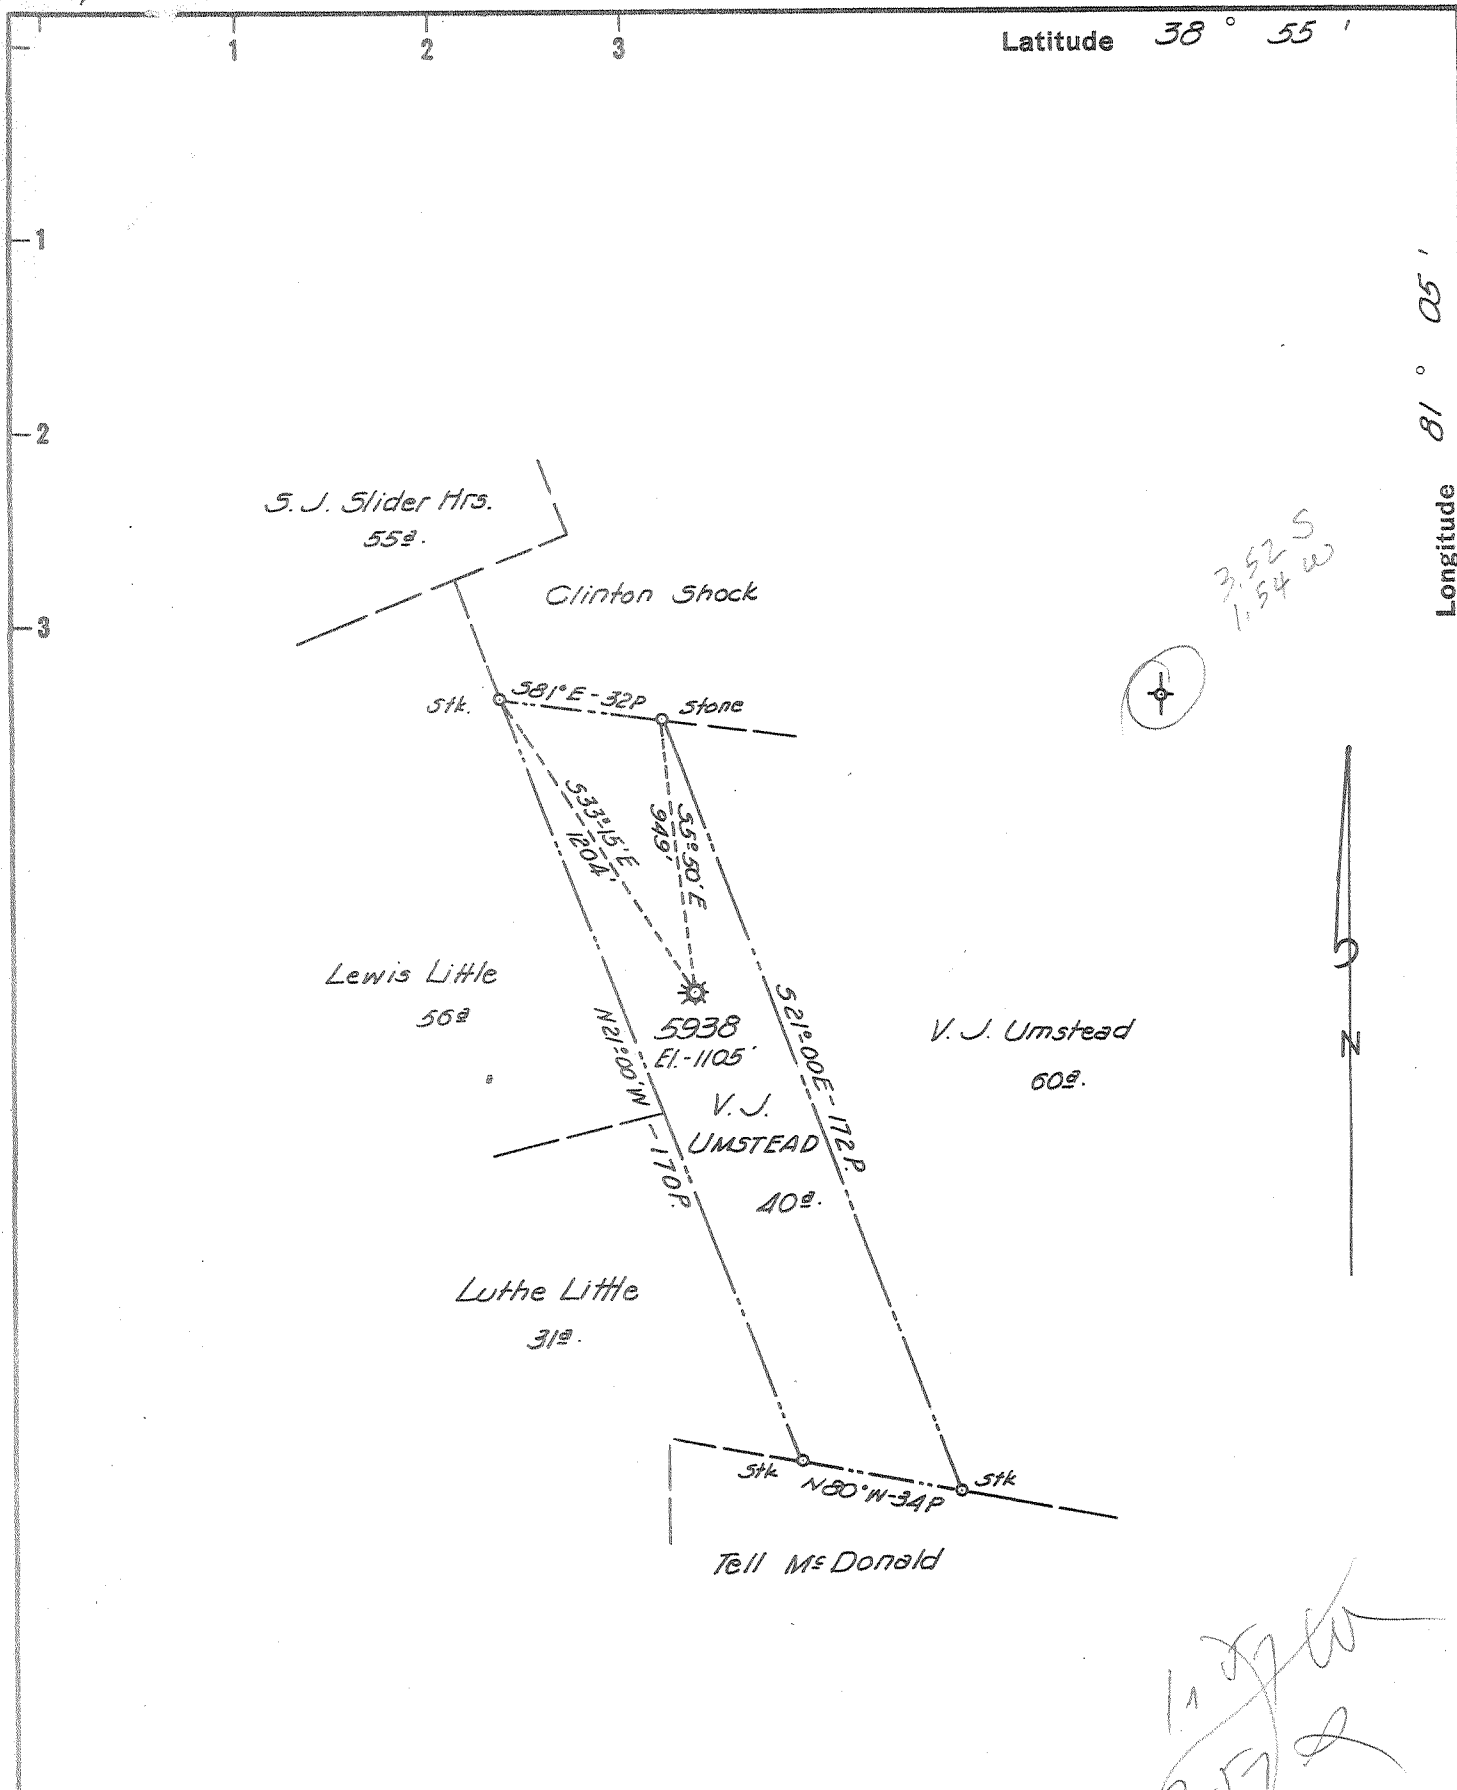 1
2
3
Latitude 38° 55'
1
2
3
Longitude 81° 05'
S. J. Slider Hrs.
55a.
Clinton Shock
3.52 S
1.54 W
Stk.
S81°E-32P
Stone
S33°-15'E
1204'
S5°-50'E
949'
Lewis Little
56a
5938
El.-1105'
N21°-00'W-170P.
S21°-00E-172P.
V. J. Umstead
60a.
V. J.
UMSTEAD
40a.
N
Luthe Little
31a.
Stk
N80°W-34P
Stk
Tell McDonald